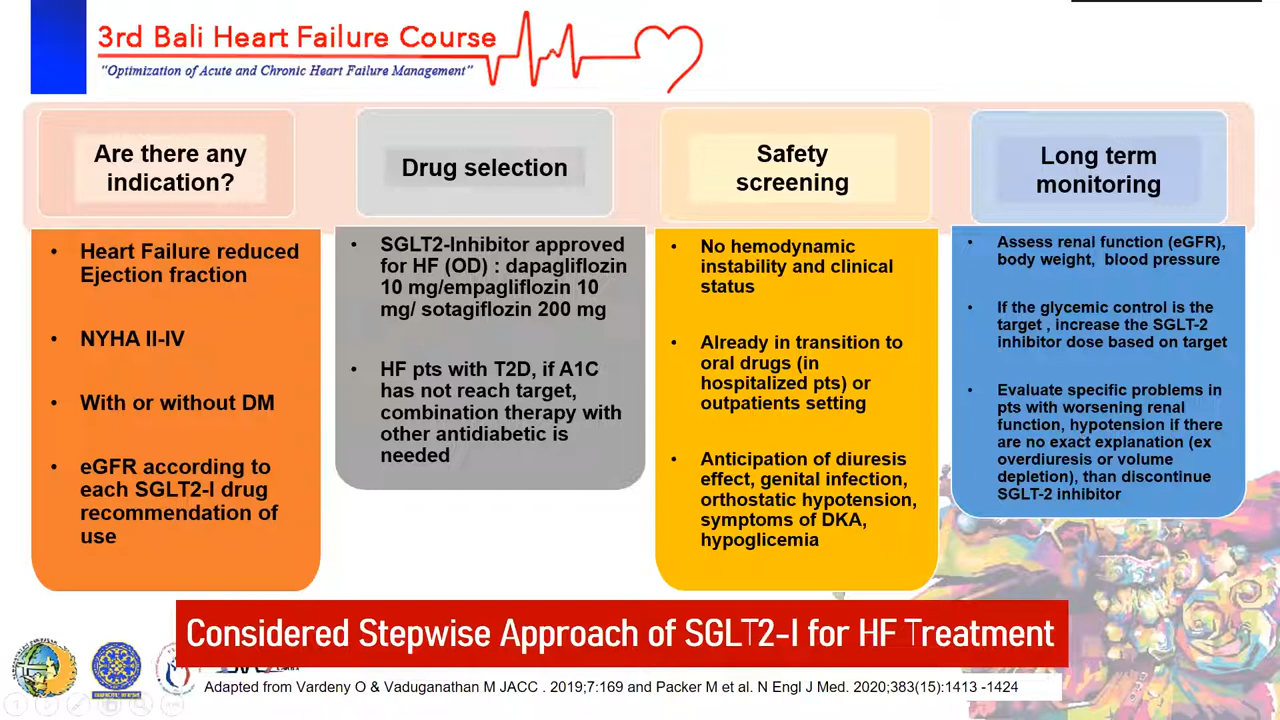 3rd Bali Heart Failure Course
“Optimization of Acute and Chronic Heart Failure Management”
Are there any
indication?
• Heart Failure reduced
Ejection fraction
• NYHA II-IV
• With or without DM
• eGFR according to
each SGLT2-I drug
recommendation of
use
Drug selection
• SGLT2-Inhibitor approved
for HF (OD) : dapagliflozin
10 mg/empagliflozin 10
mg/ sotagiflozin 200 mg
• HF pts with T2D, if A1C
has not reach target,
combination therapy with
other antidiabetic is
needed
Safety
screening
• No hemodynamic
instability and clinical
status
• Already in transition to
oral drugs (in
hospitalized pts) or
outpatients setting
• Anticipation of diuresis
effect, genital infection,
orthostatic hypotension,
symptoms of DKA,
hypoglicemia
Long term
monitoring
• Assess renal function (eGFR),
body weight, blood pressure
• If the glycemic control is the
target , increase the SGLT-2
inhibitor dose based on target
• Evaluate specific problems in
pts with worsening renal
function, hypotension if there
are no exact explanation (ex
overdiuresis or volume
depletion), than discontinue
SGLT-2 inhibitor
Considered Stepwise Approach of SGLT2-I for HF Treatment
Adapted from Vardeny O & Vaduganathan M JACC . 2019;7:169 and Packer M et al. N Engl J Med. 2020;383(15):1413 -1424